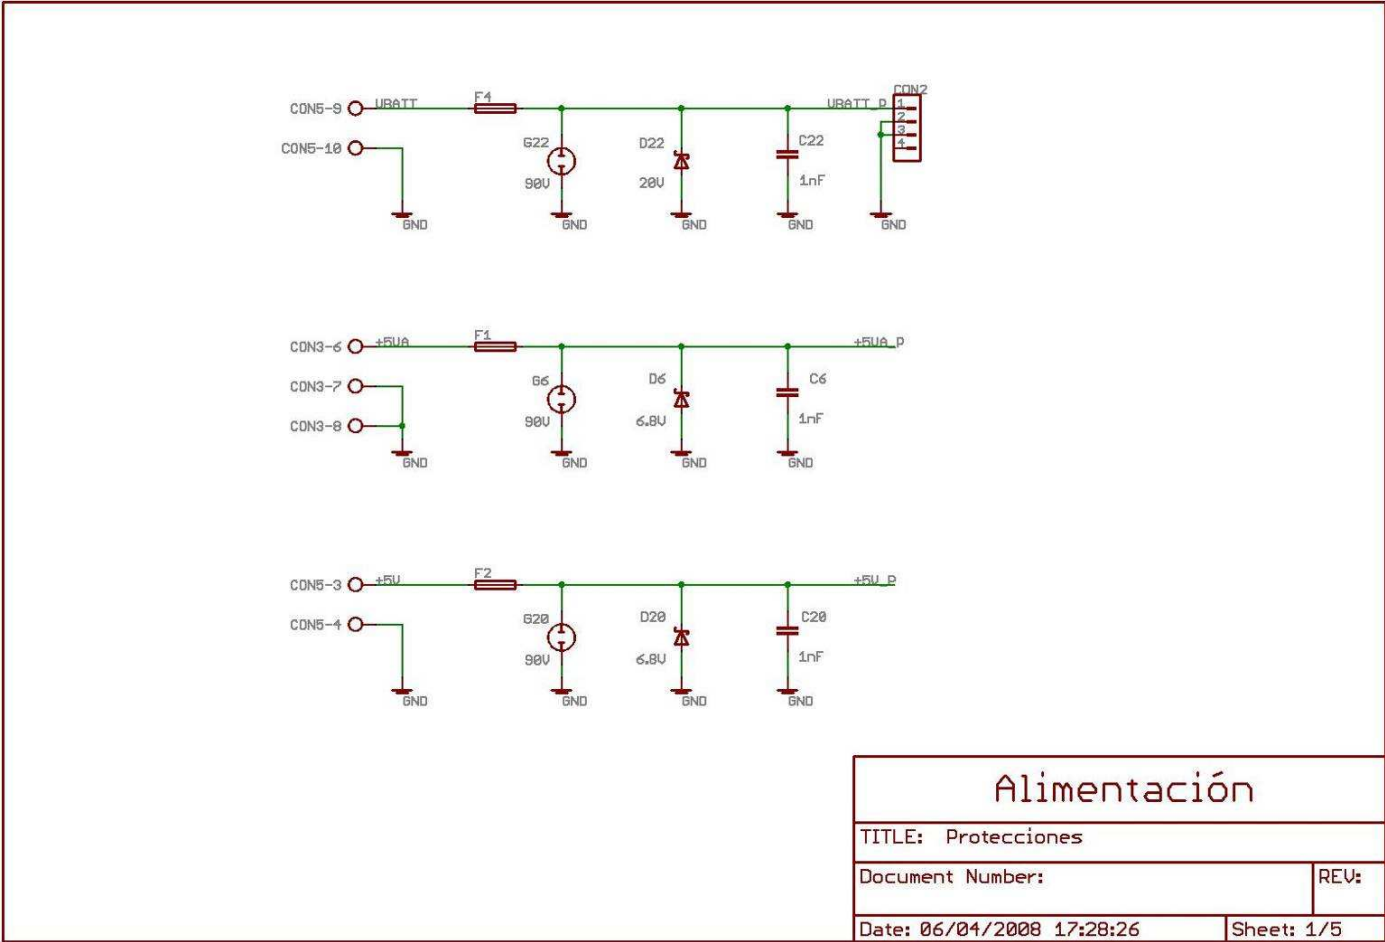 CON2
CON5-9 VBATT F4 VBATT_P 1
2
3
4
CON5-10 G22 D22 C22
90V 20V 1nF
GND GND GND GND GND
CON3-6 +5VA F1 +5VA_P
CON3-7 G6 D6 C6
CON3-8 90V 6.8V 1nF
GND GND GND GND
CON5-3 +5V F2 +5V_P
CON5-4 G20 D20 C20
90V 6.8V 1nF
GND GND GND GND
Alimentación
TITLE: Protecciones
Document Number: REV:
Date: 06/04/2008 17:28:26 Sheet: 1/5